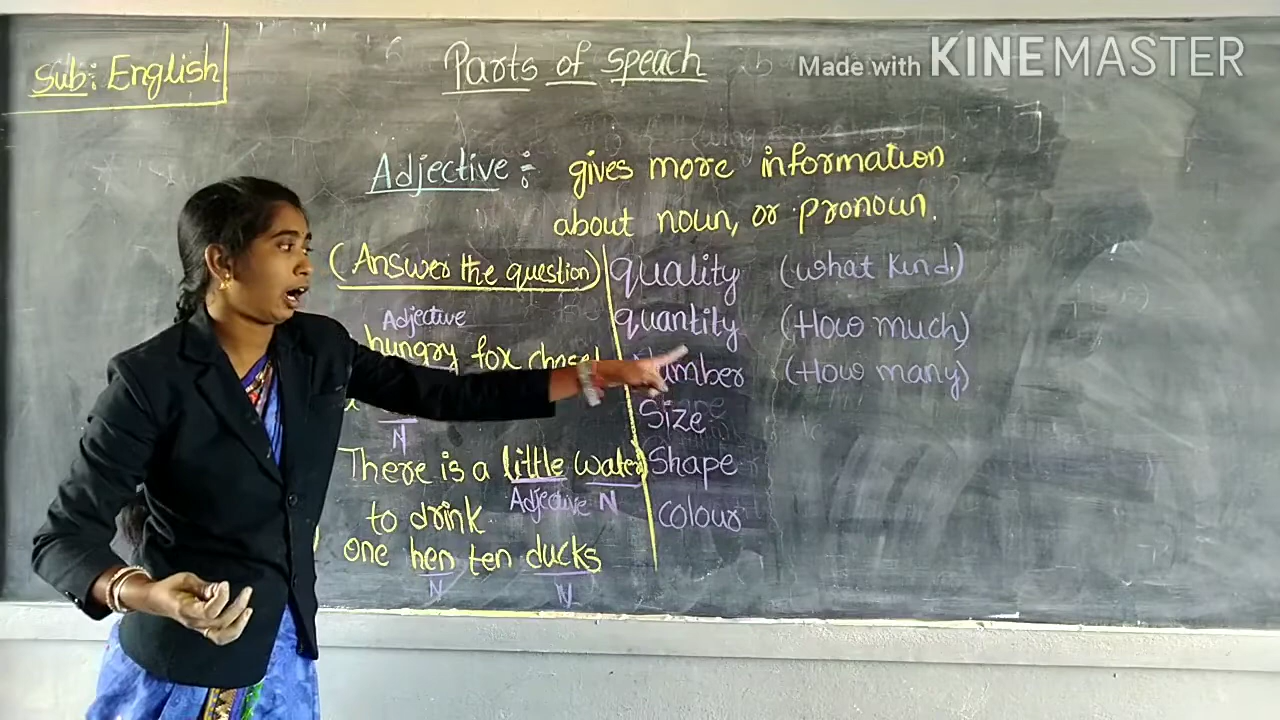 Sub: English
Parts of speach
Made with KINEMASTER
Adjective : gives more information
about noun, or pronoun.
(Answer the question)
Adjective
hungry fox
N
There is a little water
Adjective N
to drink.
one hen ten ducks
N N
quality (what kind)
quantity (How much)
Number (How many)
Size
Shape
colour